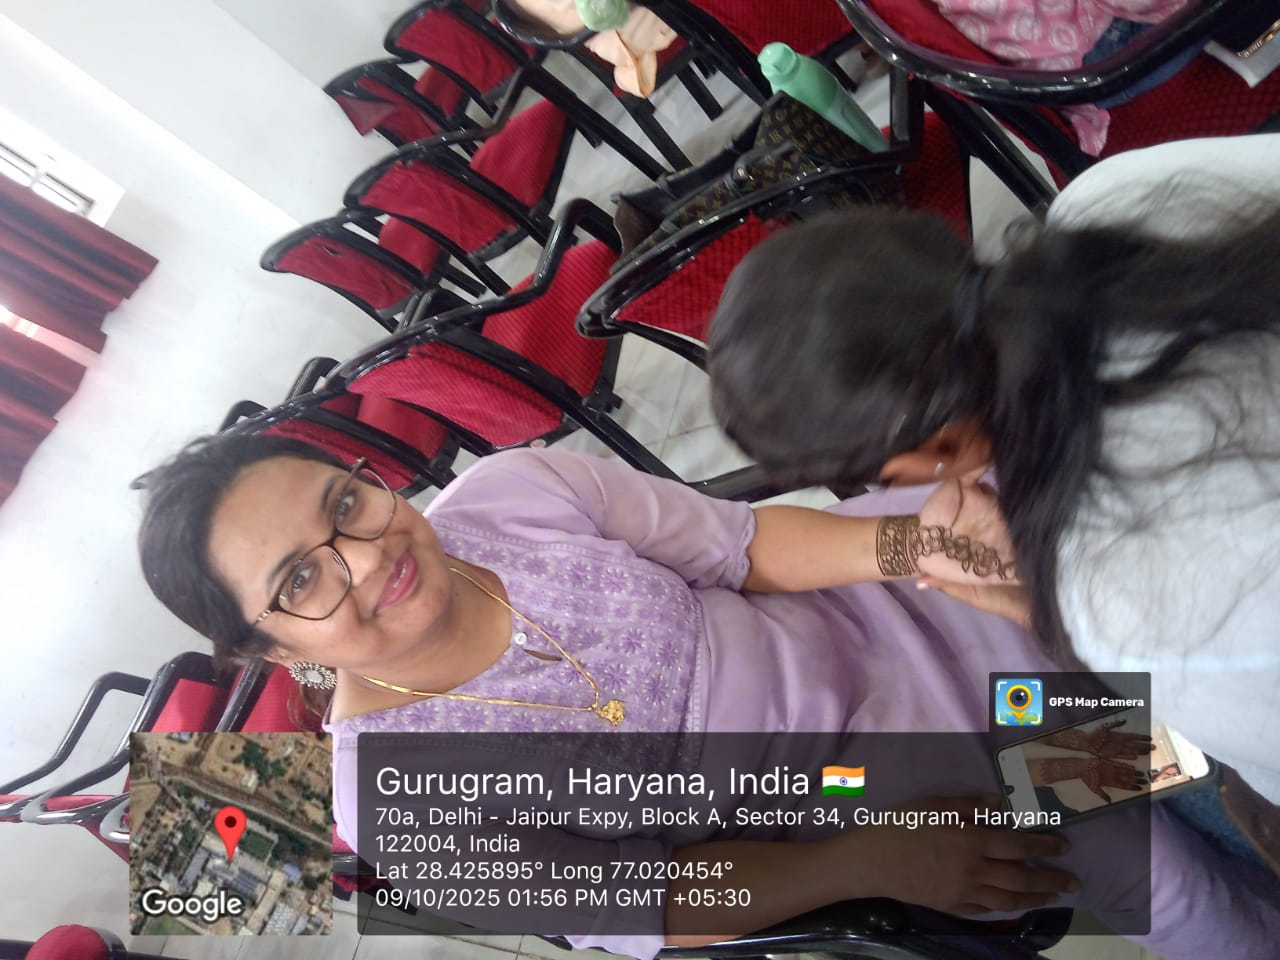 GPS Map Camera
Gurugram, Haryana, India 🇮🇳
70a, Delhi - Jaipur Expy, Block A, Sector 34, Gurugram, Haryana
122004, India
Lat 28.425895° Long 77.020454°
09/10/2025 01:56 PM GMT +05:30
Google